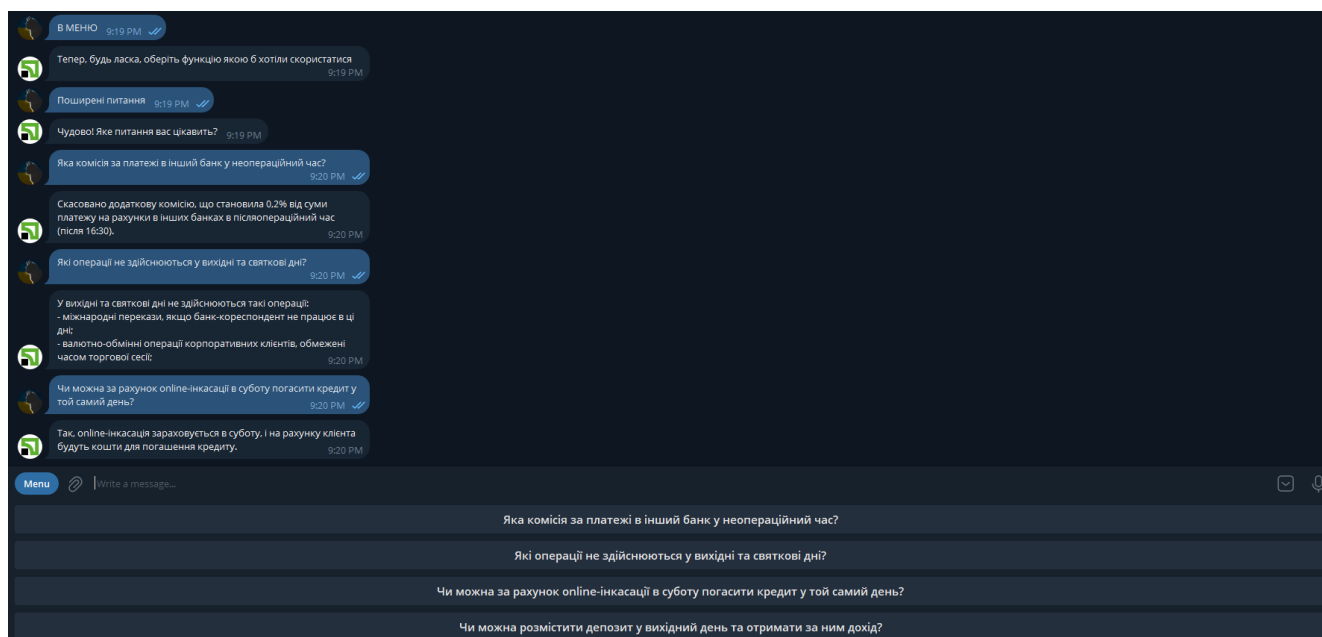 В МЕНЮ 9:19 PM
Тепер, будь ласка, оберіть функцію якою б хотіли скористатися
9:19 PM
Поширені питання 9:19 PM
Чудово! Яке питання вас цікавить? 9:19 PM
Яка комісія за платежі в інший банк у неопераційний час?
9:20 PM
Скасовано додаткову комісію, що становила 0,2% від суми
платежу на рахунки в інших банках в післяопераційний час
(після 16:30). 9:20 PM
Які операції не здійснюються у вихідні та святкові дні?
9:20 PM
У вихідні та святкові дні не здійснюються такі операції:
- міжнародні перекази, якщо банк-кореспондент не працює в ці
дні;
- валютно-обмінні операції корпоративних клієнтів, обмежені
часом торгової сесії; 9:20 PM
Чи можна за рахунок online-інкасації в суботу погасити кредит у
той самий день? 9:20 PM
Так, online-інкасація зараховується в суботу, і на рахунку клієнта
будуть кошти для погашення кредиту. 9:20 PM
Menu Write a message...
Яка комісія за платежі в інший банк у неопераційний час?
Які операції не здійснюються у вихідні та святкові дні?
Чи можна за рахунок online-інкасації в суботу погасити кредит у той самий день?
Чи можна розмістити депозит у вихідний день та отримати за ним дохід?